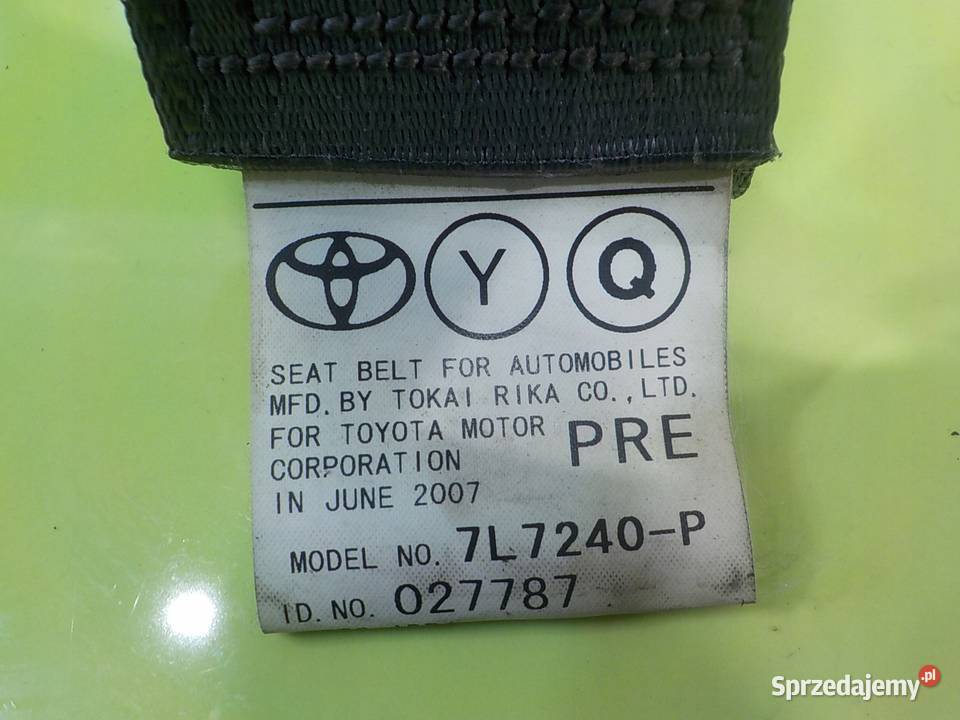 Y Q
SEAT BELT FOR AUTOMOBILES
MFD. BY TOKAI RIKA CO., LTD.
FOR TOYOTA MOTOR PRE
CORPORATION
IN JUNE 2007
MODEL NO. 7L7240-P
ID. NO. 027787
Sprzedajemy.pl